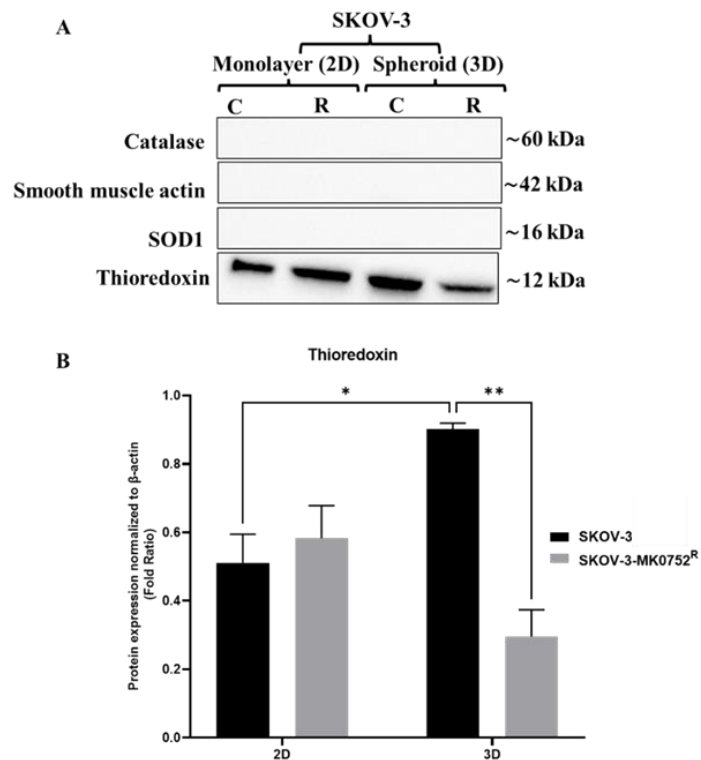 A
SKOV-3
Monolayer (2D) Spheroid (3D)
C R C R
Catalase ~60 kDa
Smooth muscle actin ~42 kDa
SOD1 ~16 kDa
Thioredoxin ~12 kDa
B
Thioredoxin
Protein expression normalized to β-actin
(Fold Ratio)
1.0
0.8
0.6
0.4
0.2
0.0
* **
2D 3D
SKOV-3
SKOV-3-MK0752ᴿ